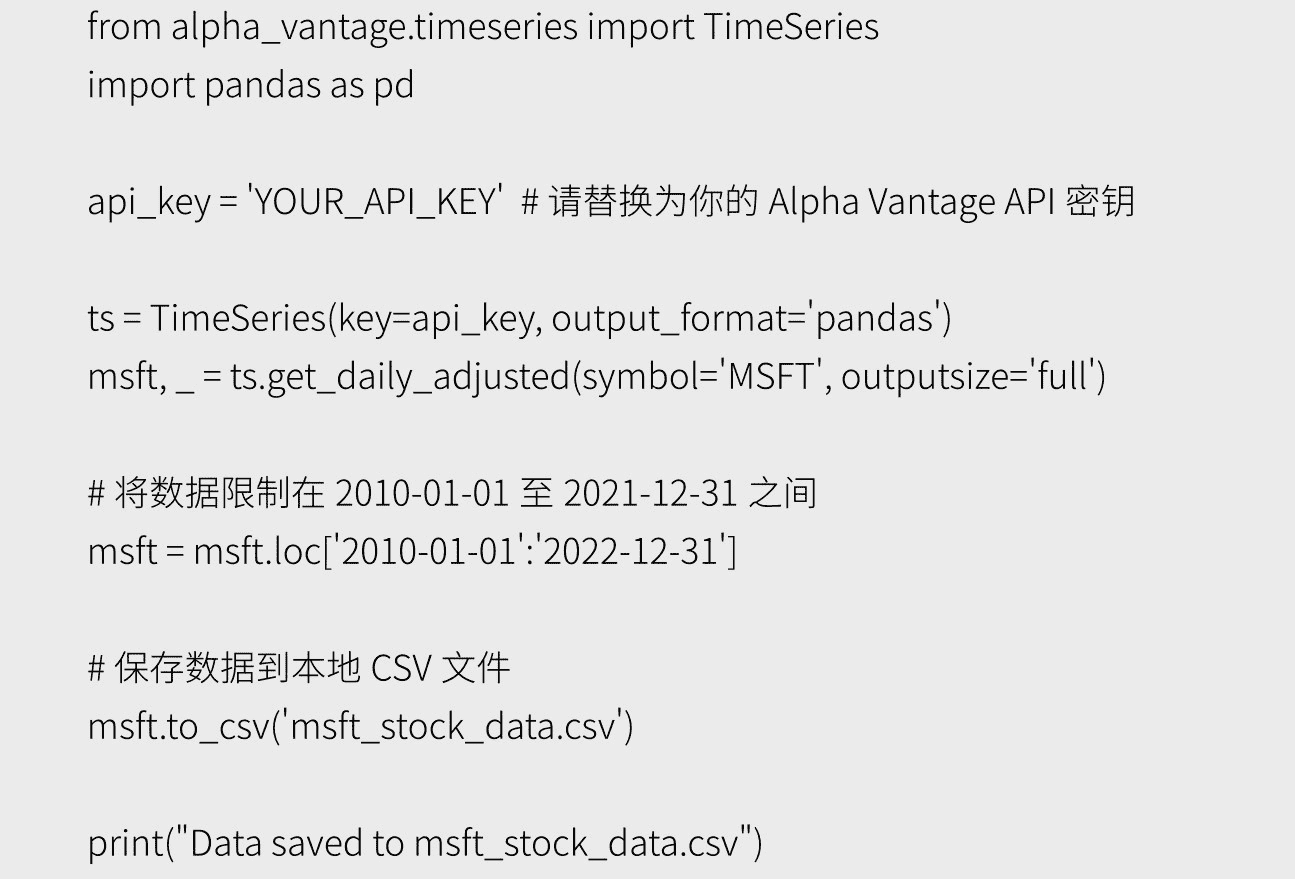 from alpha_vantage.timeseries import TimeSeries
import pandas as pd
api_key = 'YOUR_API_KEY'  # 请替换为你的 Alpha Vantage API 密钥
ts = TimeSeries(key=api_key, output_format='pandas')
msft, _ = ts.get_daily_adjusted(symbol='MSFT', outputsize='full')
# 将数据限制在 2010-01-01 至 2021-12-31 之间
msft = msft.loc['2010-01-01':'2022-12-31']
# 保存数据到本地 CSV 文件
msft.to_csv('msft_stock_data.csv')
print("Data saved to msft_stock_data.csv")